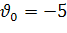 𝜗₀ = −5